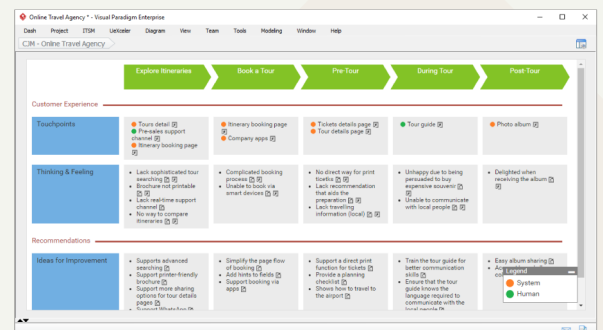 Online Travel Agency * - Visual Paradigm Enterprise
Dash Project ITSM UeXceler Diagram View Team Tools Modeling Window Help
CJM - Online Travel Agency
Explore Itineraries
Book a Tour
Pre-Tour
During Tour
Post-Tour
Customer Experience
Touchpoints
Tours detail
Pre-sales support
channel
Itinerary booking page
Itinerary booking page
Company apps
Tickets details page
Tour details page
Tour guide
Photo album
Thinking & Feeling
Lack sophisticated tour
searching
Brochure not printable
Lack real-time support
channel
No way to compare
itineraries
Complicated booking
process
Unable to book via
smart devices
No direct way for print
ticetks
Lack recommendation
that aids the
preparation
Lack travelling
information (local)
Unhappy due to being
persuaded to buy
expensive souvenir
Unable to communicate
with local people
Delighted when
receiving the album
Recommendations
Ideas for Improvement
Supports advanced
searching
Support printer-friendly
brochure
Support more sharing
options for tour details
pages
Support WhatsApp
Simplify the page flow
of booking
Add hints to fields
Support booking via
apps
Support a direct print
function for tickets
Provide a planning
checklist
Shows how to travel to
the airport
Train the tour guide for
better communication
skills
Ensure that the tour
guide knows the
language required to
communicate with the
local people
Easy album sharing
Legend
System
Human